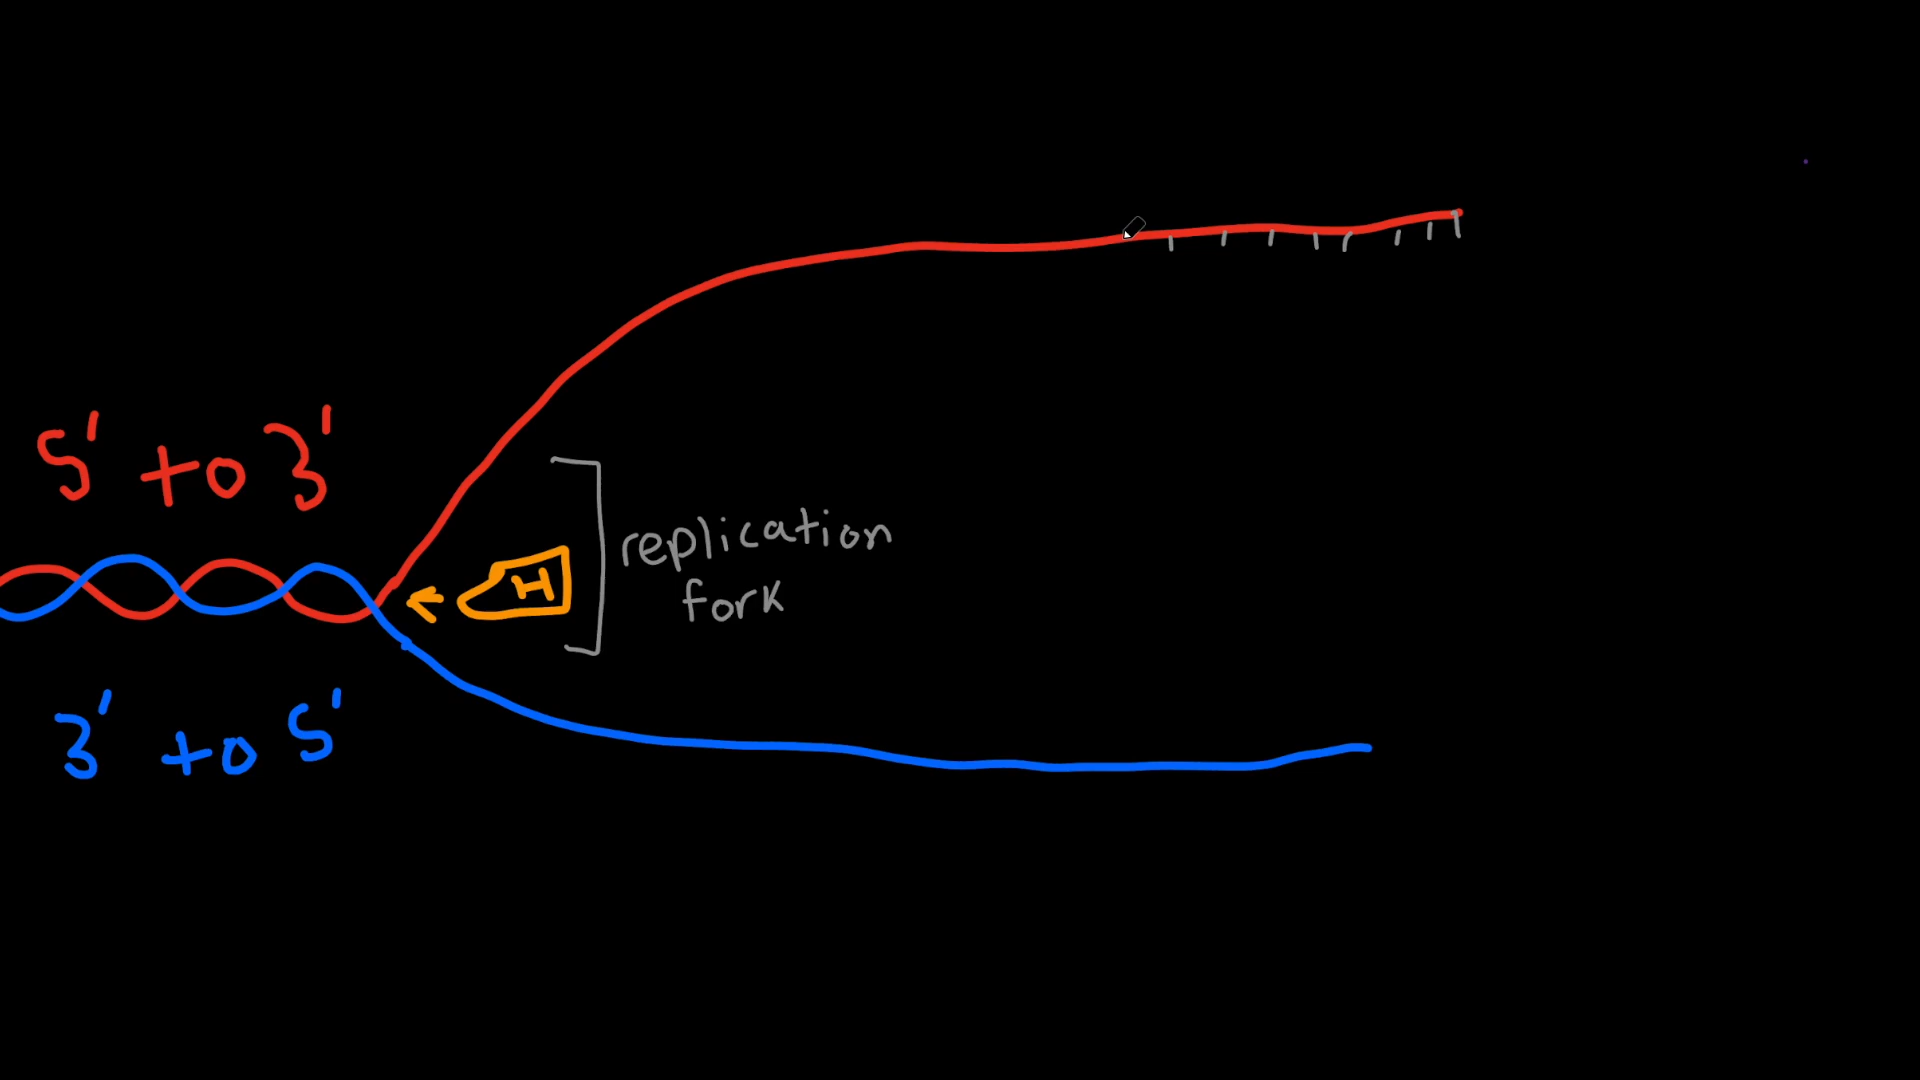 5' to 3'
H
replication
fork
3' to 5'